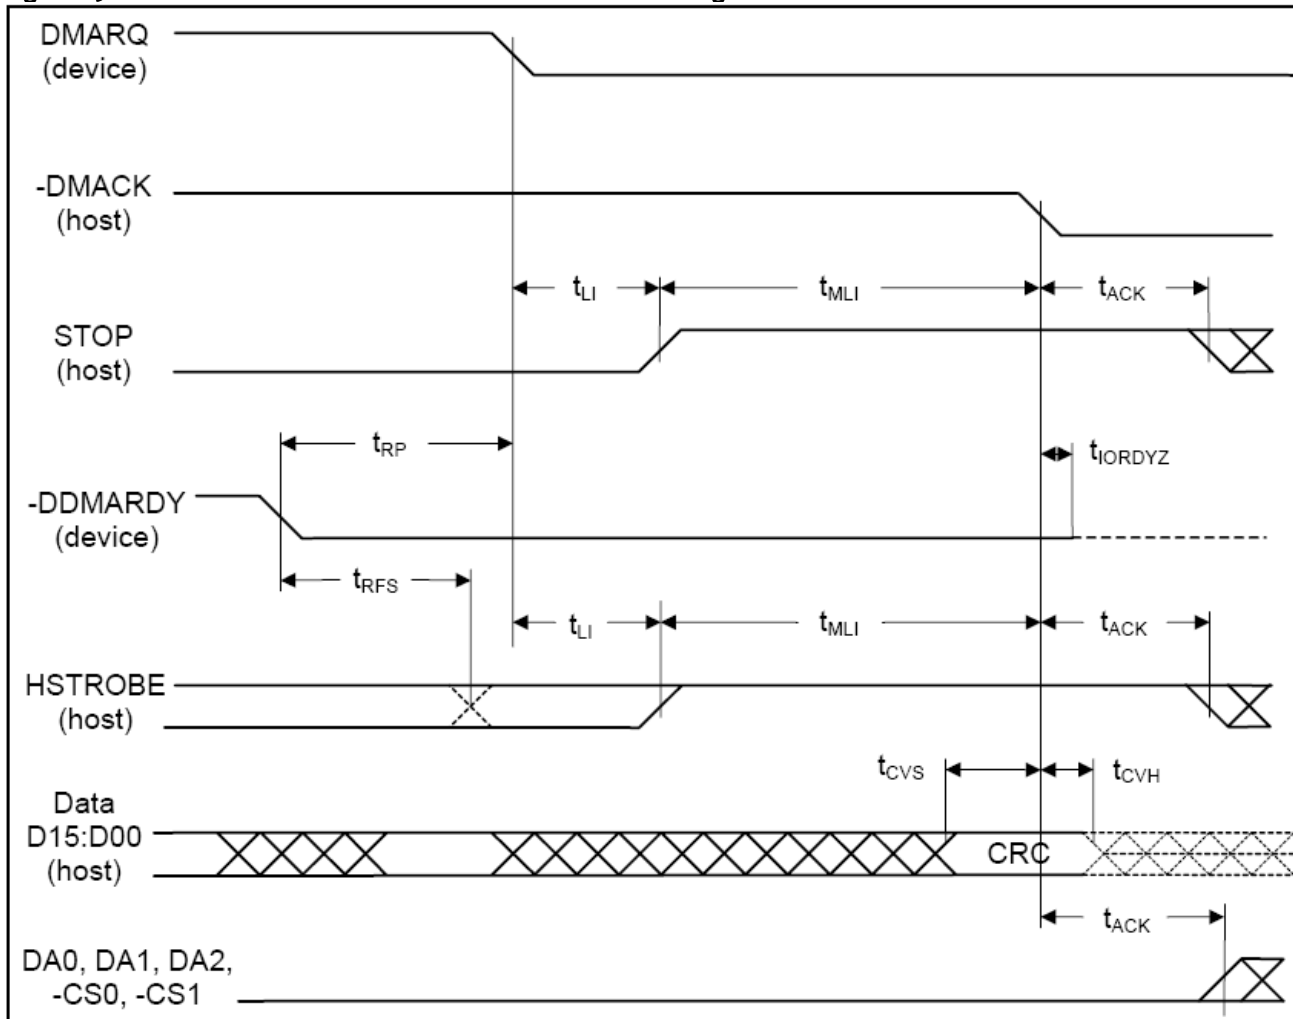 DMARQ
(device)
-DMACK
(host)
tLI
tMLI
tACK
STOP
(host)
tRP
tIORDYZ
-DDMARDY
(device)
tRFS
tLI
tMLI
tACK
HSTROBE
(host)
tCVS
tCVH
Data
D15:D00
(host)
CRC
tACK
DA0, DA1, DA2,
-CS0, -CS1